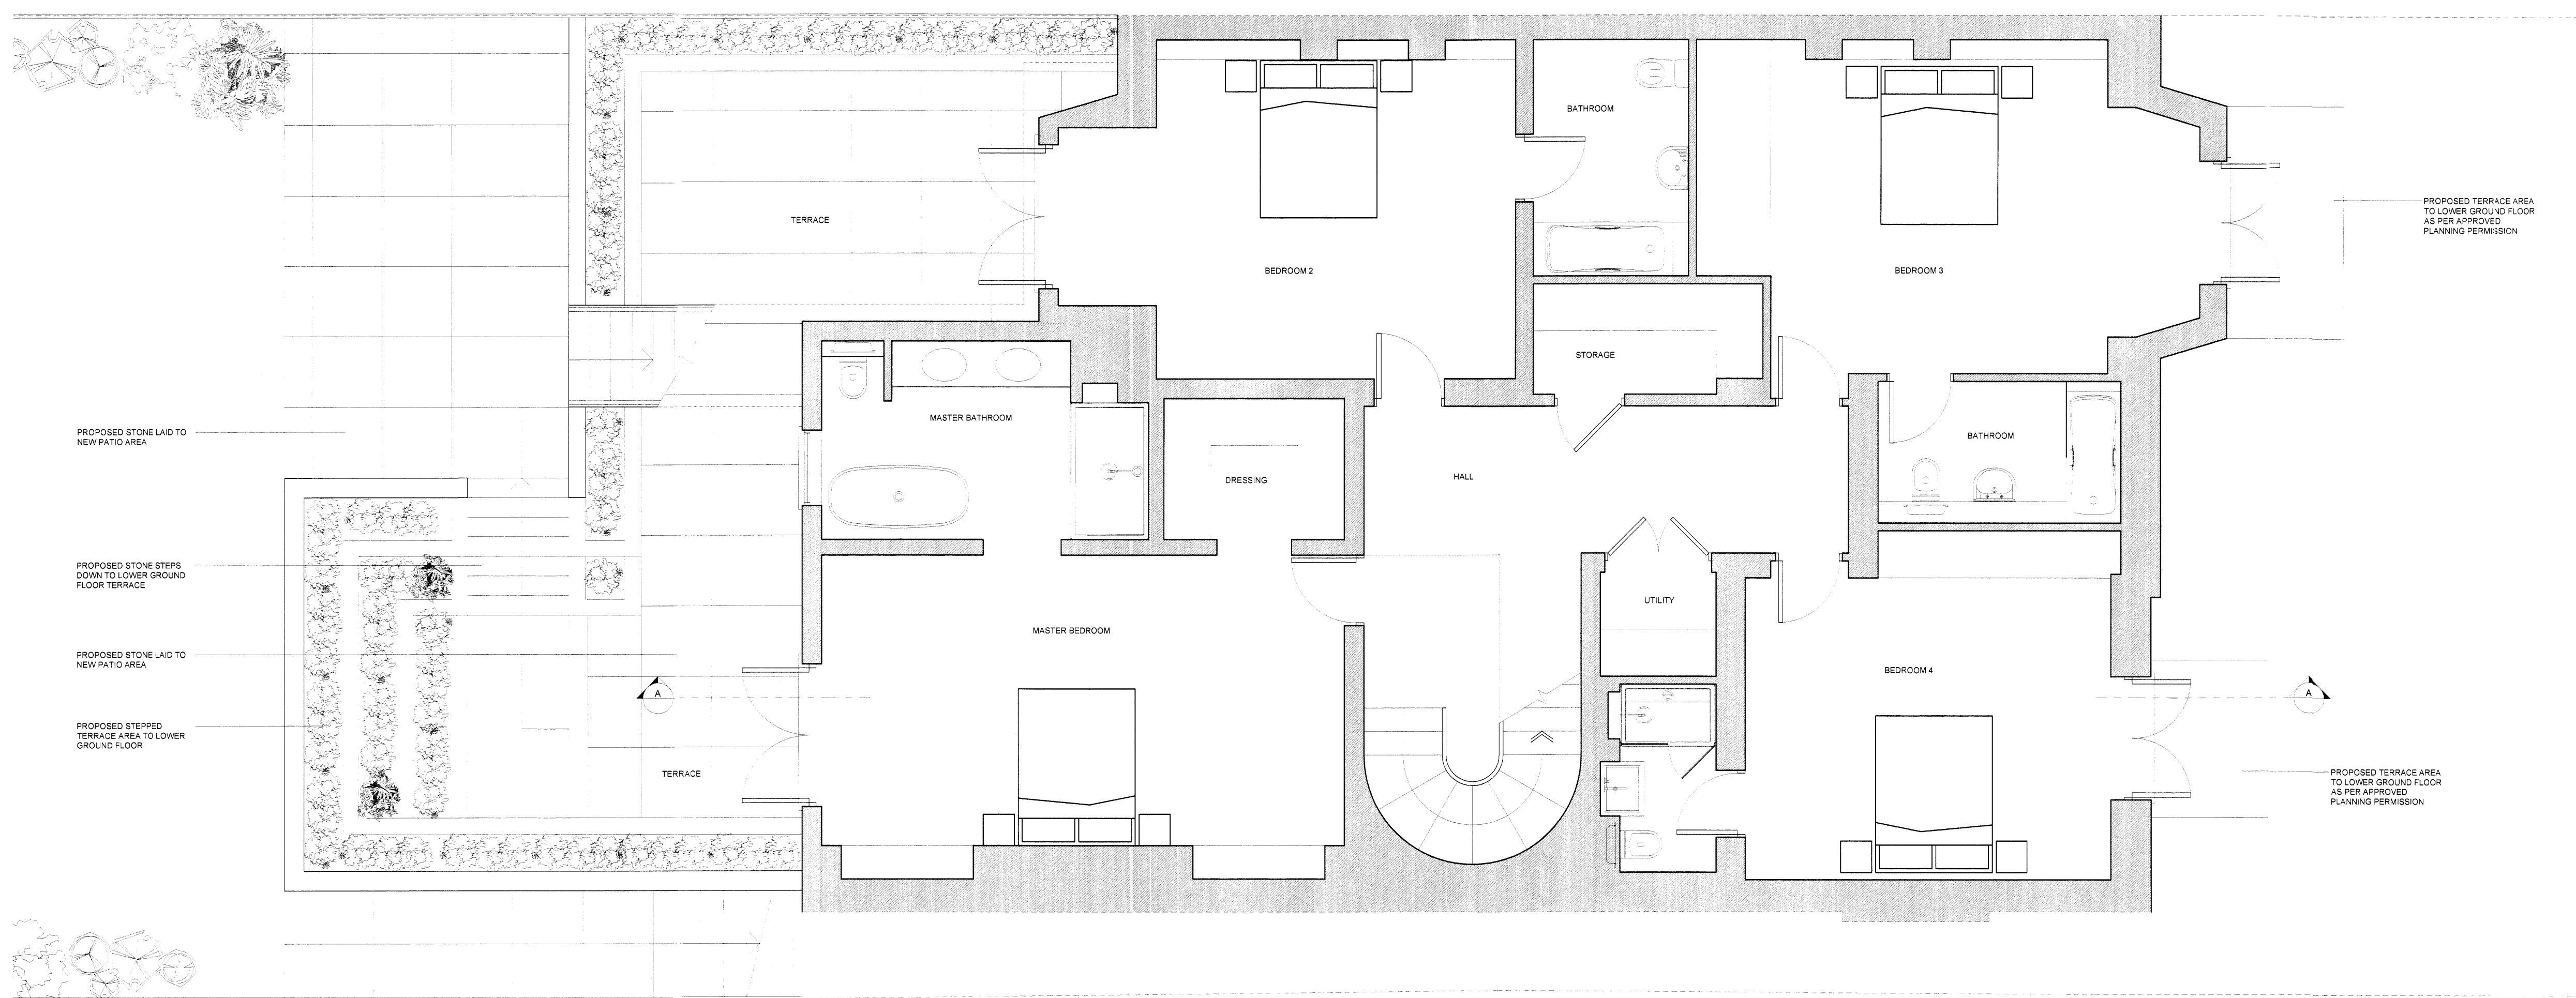 BATHROOM
TERRACE
BEDROOM 2
BEDROOM 3
PROPOSED TERRACE AREA
TO LOWER GROUND FLOOR
AS PER APPROVED
PLANNING PERMISSION
STORAGE
MASTER BATHROOM
PROPOSED STONE LAID TO
NEW PATIO AREA
BATHROOM
HALL
DRESSING
PROPOSED STONE STEPS
DOWN TO LOWER GROUND
FLOOR TERRACE
UTILITY
MASTER BEDROOM
PROPOSED STONE LAID TO
NEW PATIO AREA
BEDROOM 4
A
A
PROPOSED STEPPED
TERRACE AREA TO LOWER
GROUND FLOOR
TERRACE
PROPOSED TERRACE AREA
TO LOWER GROUND FLOOR
AS PER APPROVED
PLANNING PERMISSION